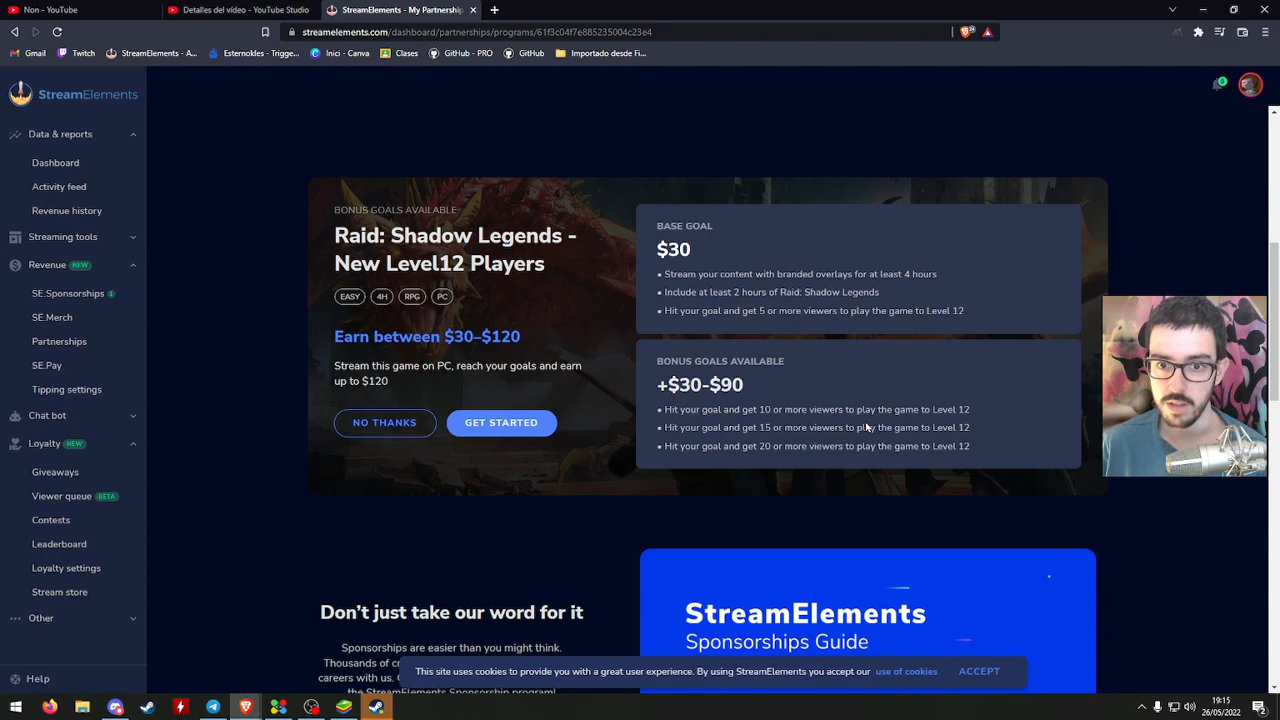 Non - YouTube
Detalles del vídeo - YouTube Studio
StreamElements - My Partnership
streamelements.com/dashboard/partnerships/programs/61f3c04f7e885235004c23e4
Gmail
Twitch
StreamElements - A...
Esternokles - Trigge...
Inici - Canva
Clases
GitHub - PRO
GitHub
Importado desde Fi...
StreamElements
6
Data & reports
Dashboard
Activity feed
Revenue history
Streaming tools
Revenue NEW
SE.Sponsorships 1
SE.Merch
Partnerships
SE.Pay
Tipping settings
Chat bot
Loyalty NEW
Giveaways
Viewer queue BETA
Contests
Leaderboard
Loyalty settings
Stream store
Other
Help
BONUS GOALS AVAILABLE
Raid: Shadow Legends -
New Level12 Players
EASY 4H RPG PC
Earn between $30–$120
Stream this game on PC, reach your goals and earn
up to $120
NO THANKS
GET STARTED
BASE GOAL
$30
• Stream your content with branded overlays for at least 4 hours
• Include at least 2 hours of Raid: Shadow Legends
• Hit your goal and get 5 or more viewers to play the game to Level 12
BONUS GOALS AVAILABLE
+$30-$90
• Hit your goal and get 10 or more viewers to play the game to Level 12
• Hit your goal and get 15 or more viewers to play the game to Level 12
• Hit your goal and get 20 or more viewers to play the game to Level 12
Don’t just take our word for it
Sponsorships are easier than you might think.
Thousands of c
careers with us.
the StreamElements Sponsorship program!
StreamElements
Sponsorships Guide
This site uses cookies to provide you with a great user experience. By using StreamElements you accept our use of cookies
ACCEPT
19:15
26/05/2022